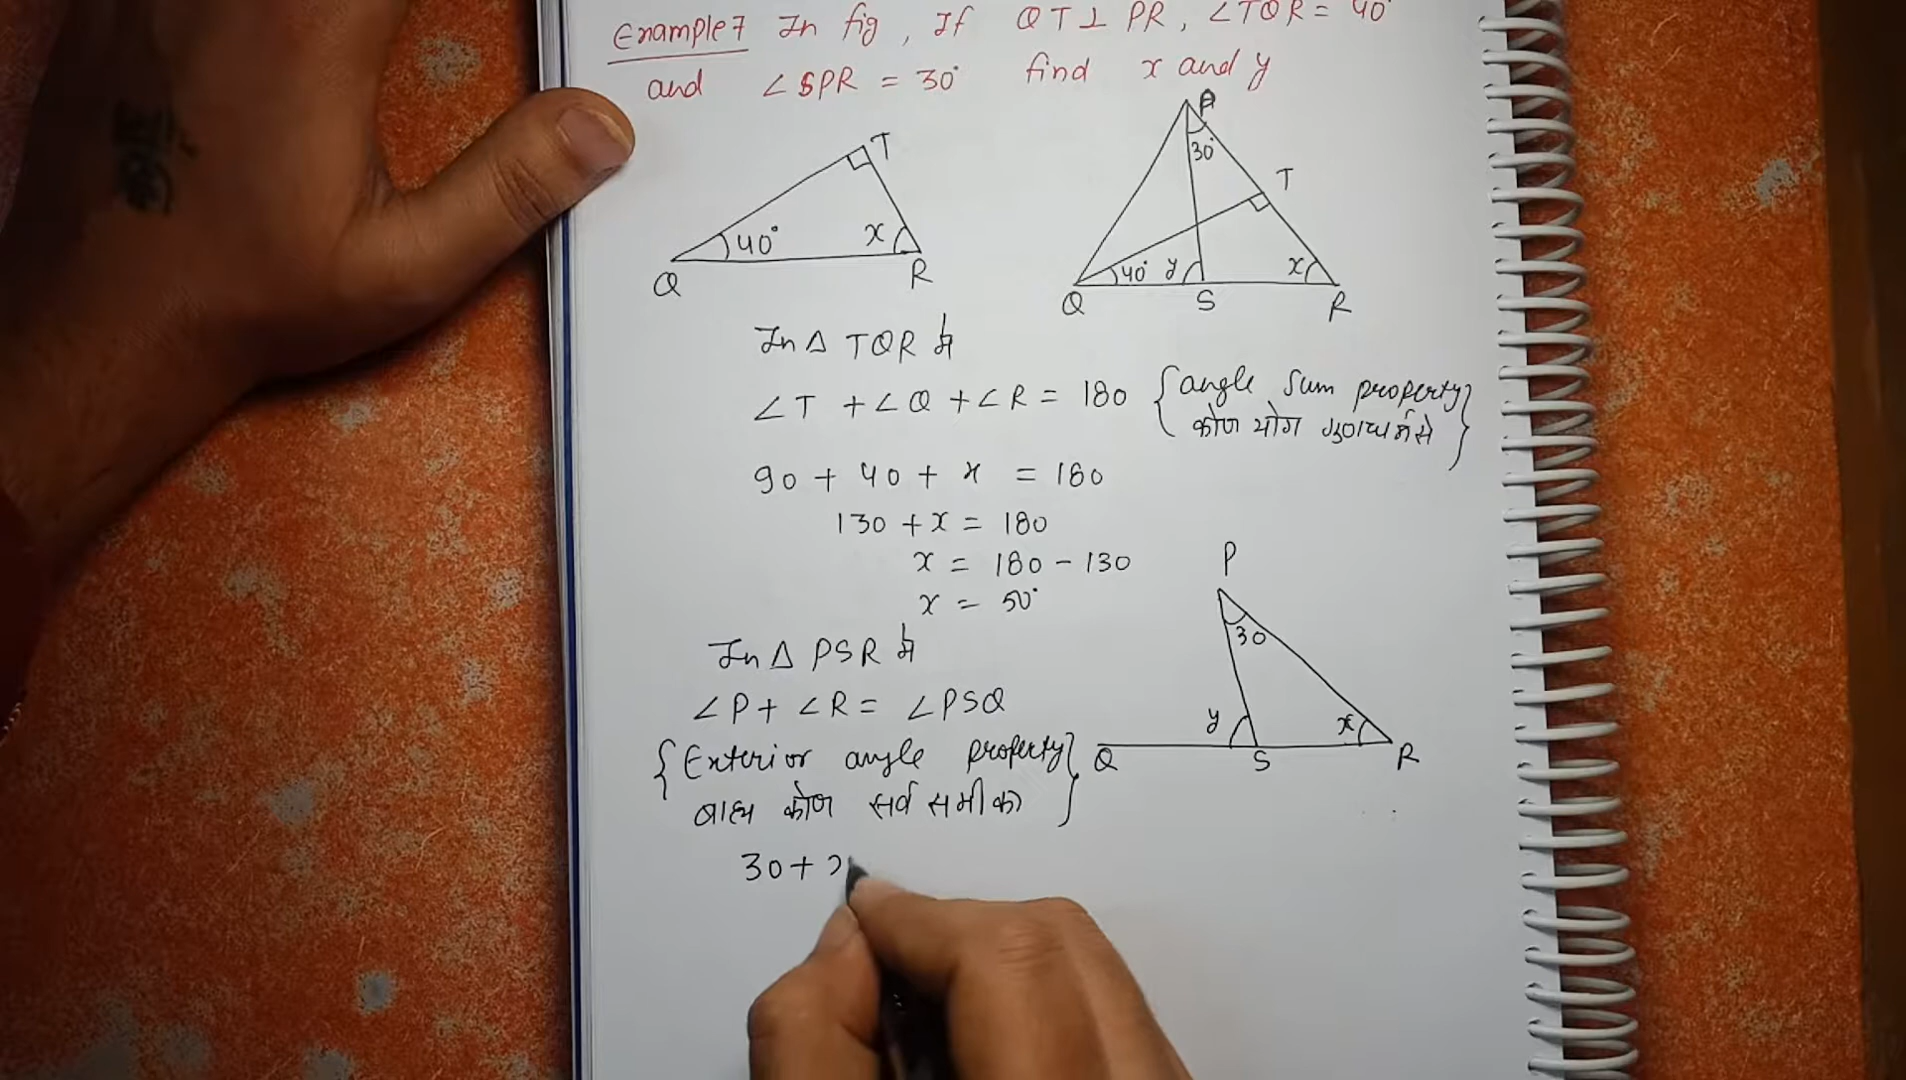 Example 7 In fig, If QT⊥PR, ∠TQR = 40°
and ∠SPR = 30° find x and y
T
40°
x
Q
R
P
30°
T
40°
y
x
Q
S
R
In Δ TQR में
∠T + ∠Q + ∠R = 180 {angle sum property
कोण योग गुणधर्म से}
90 + 40 + x = 180
130 + x = 180
x = 180 - 130
x = 50°
In Δ PSR में
∠P + ∠R = ∠PSQ
{Exterior angle property
बाह्य कोण}
P
30
y
x
Q
S
R
30 +